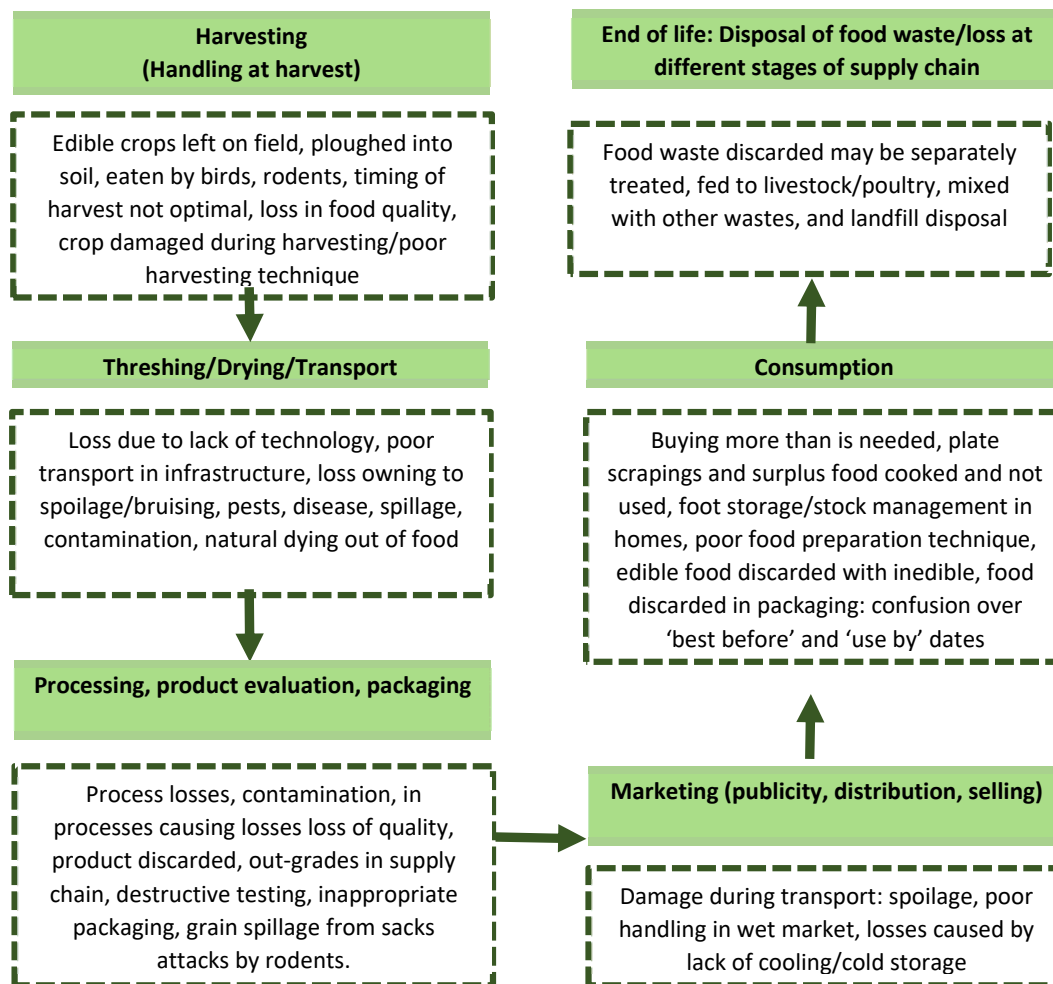 Harvesting
(Handling at harvest)
Edible crops left on field, ploughed into
soil, eaten by birds, rodents, timing of
harvest not optimal, loss in food quality,
crop damaged during harvesting/poor
harvesting technique
Threshing/Drying/Transport
Loss due to lack of technology, poor
transport in infrastructure, loss owning to
spoilage/bruising, pests, disease, spillage,
contamination, natural dying out of food
Processing, product evaluation, packaging
Process losses, contamination, in
processes causing losses loss of quality,
product discarded, out-grades in supply
chain, destructive testing, inappropriate
packaging, grain spillage from sacks
attacks by rodents.
Marketing (publicity, distribution, selling)
Damage during transport: spoilage, poor
handling in wet market, losses caused by
lack of cooling/cold storage
Consumption
Buying more than is needed, plate
scrapings and surplus food cooked and not
used, foot storage/stock management in
homes, poor food preparation technique,
edible food discarded with inedible, food
discarded in packaging: confusion over
‘best before’ and ‘use by’ dates
End of life: Disposal of food waste/loss at
different stages of supply chain
Food waste discarded may be separately
treated, fed to livestock/poultry, mixed
with other wastes, and landfill disposal